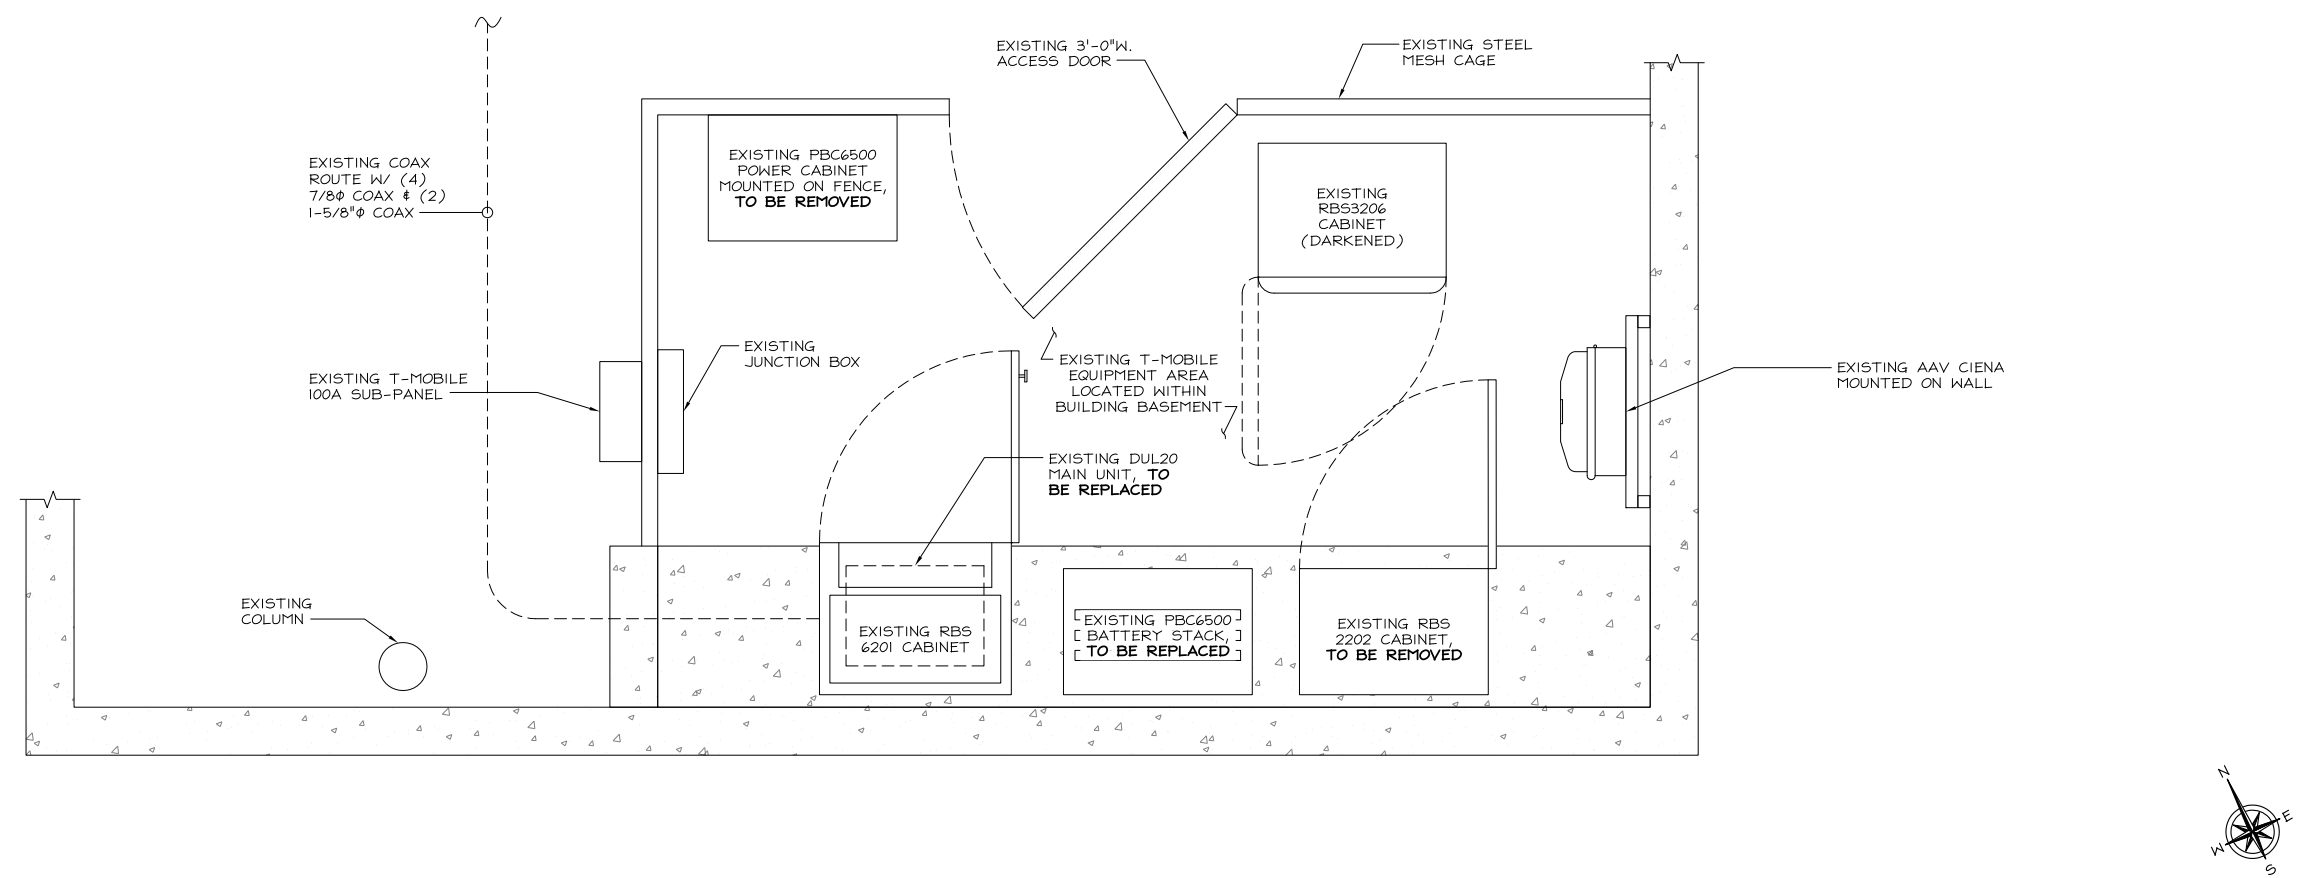 EXISTING 3'-0"W.
ACCESS DOOR
EXISTING STEEL
MESH CAGE
EXISTING COAX
ROUTE W/ (4)
7/8Φ COAX & (2)
1-5/8"Φ COAX
EXISTING PBC6500
POWER CABINET
MOUNTED ON FENCE,
TO BE REMOVED
EXISTING
RBS3206
CABINET
(DARKENED)
EXISTING
JUNCTION BOX
EXISTING T-MOBILE
100A SUB-PANEL
EXISTING T-MOBILE
EQUIPMENT AREA
LOCATED WITHIN
BUILDING BASEMENT
EXISTING AAV CIENA
MOUNTED ON WALL
EXISTING DUL20
MAIN UNIT, TO
BE REPLACED
EXISTING
COLUMN
EXISTING RBS
6201 CABINET
EXISTING PBC6500
BATTERY STACK,
TO BE REPLACED
EXISTING RBS
2202 CABINET,
TO BE REMOVED
N
E
W
S